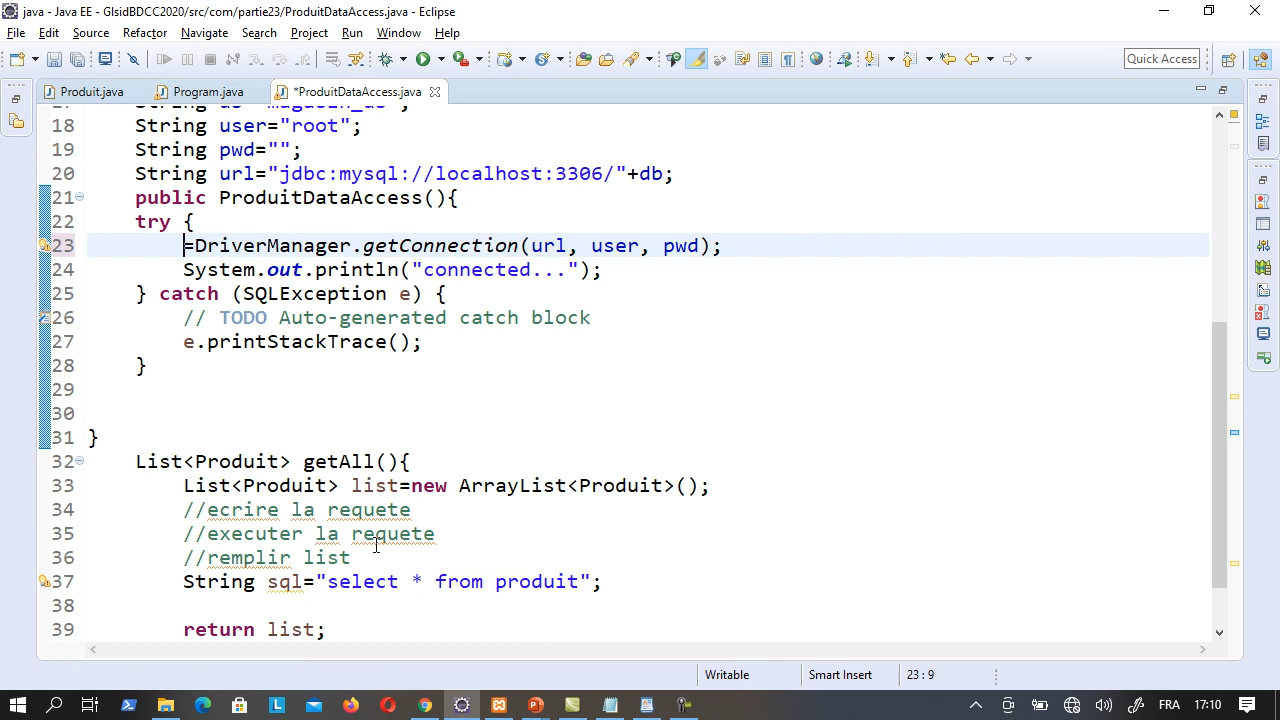 java - Java EE - GlsidBDCC2020/src/com/partie23/ProduitDataAccess.java - Eclipse
File Edit Source Refactor Navigate Search Project Run Window Help
Quick Access
Produit.java Program.java *ProduitDataAccess.java
18 String user="root";
19 String pwd="";
20 String url="jdbc:mysql://localhost:3306/"+db;
21 public ProduitDataAccess(){
22 try {
23 =DriverManager.getConnection(url, user, pwd);
24 System.out.println("connected...");
25 } catch (SQLException e) {
26 // TODO Auto-generated catch block
27 e.printStackTrace();
28 }
29
30
31 }
32 List<Produit> getAll(){
33 List<Produit> list=new ArrayList<Produit>();
34 //ecrire la requete
35 //executer la requete
36 //remplir list
37 String sql="select * from produit";
38
39 return list;
Writable Smart Insert 23 : 9
FRA 17:10